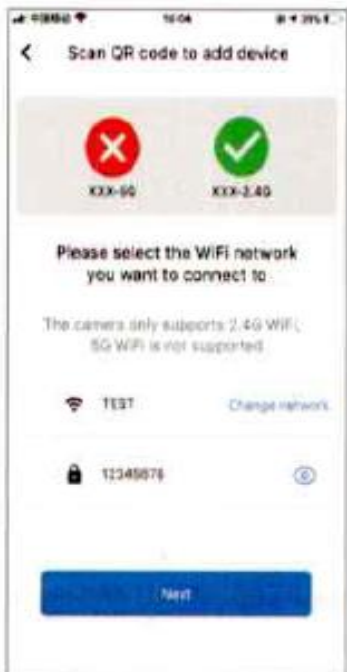 16:04
Scan QR code to add device
XXX-5G
XXX-2.4G
Please select the WiFi network
you want to connect to
The camera only supports 2.4G WiFi,
5G WiFi is not supported
TEST
Change network
12345678
Next